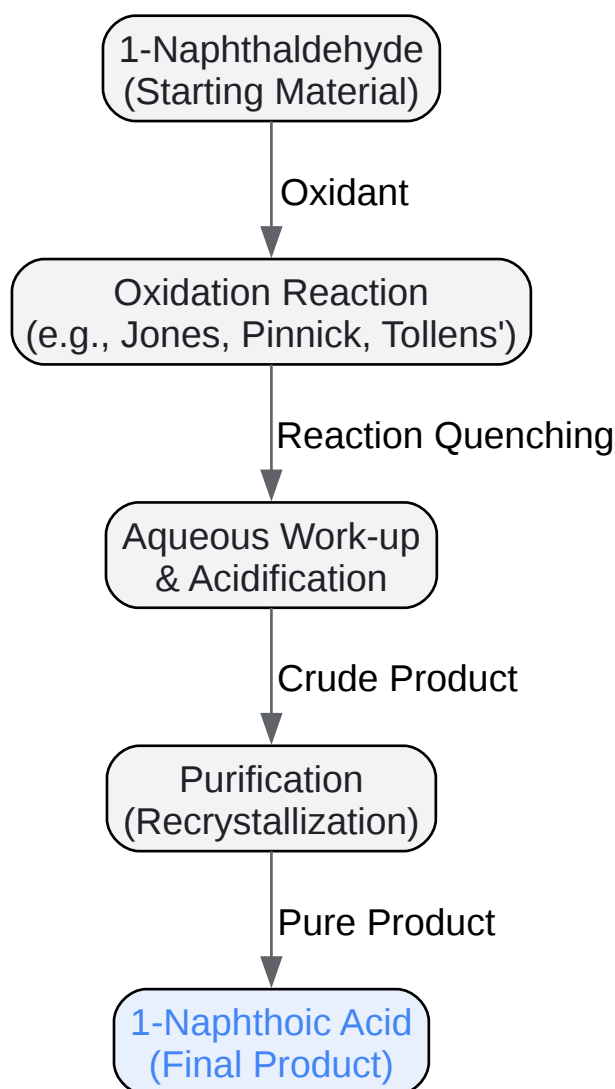 1-Naphthaldehyde
(Starting Material)
Oxidant
Oxidation Reaction
(e.g., Jones, Pinnick, Tollens')
Reaction Quenching
Aqueous Work-up
& Acidification
Crude Product
Purification
(Recrystallization)
Pure Product
1-Naphthoic Acid
(Final Product)